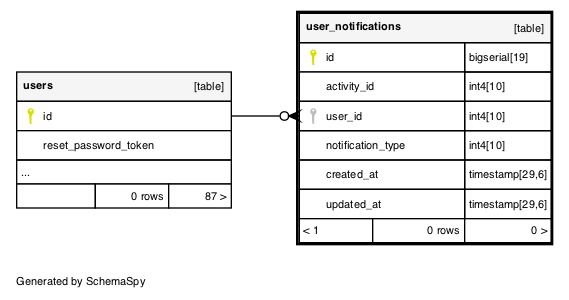 users [table]
id
reset_password_token
...
0 rows 87 >
user_notifications [table]
id bigserial[19]
activity_id int4[10]
user_id int4[10]
notification_type int4[10]
created_at timestamp[29,6]
updated_at timestamp[29,6]
< 1 0 rows 0 >
Generated by SchemaSpy